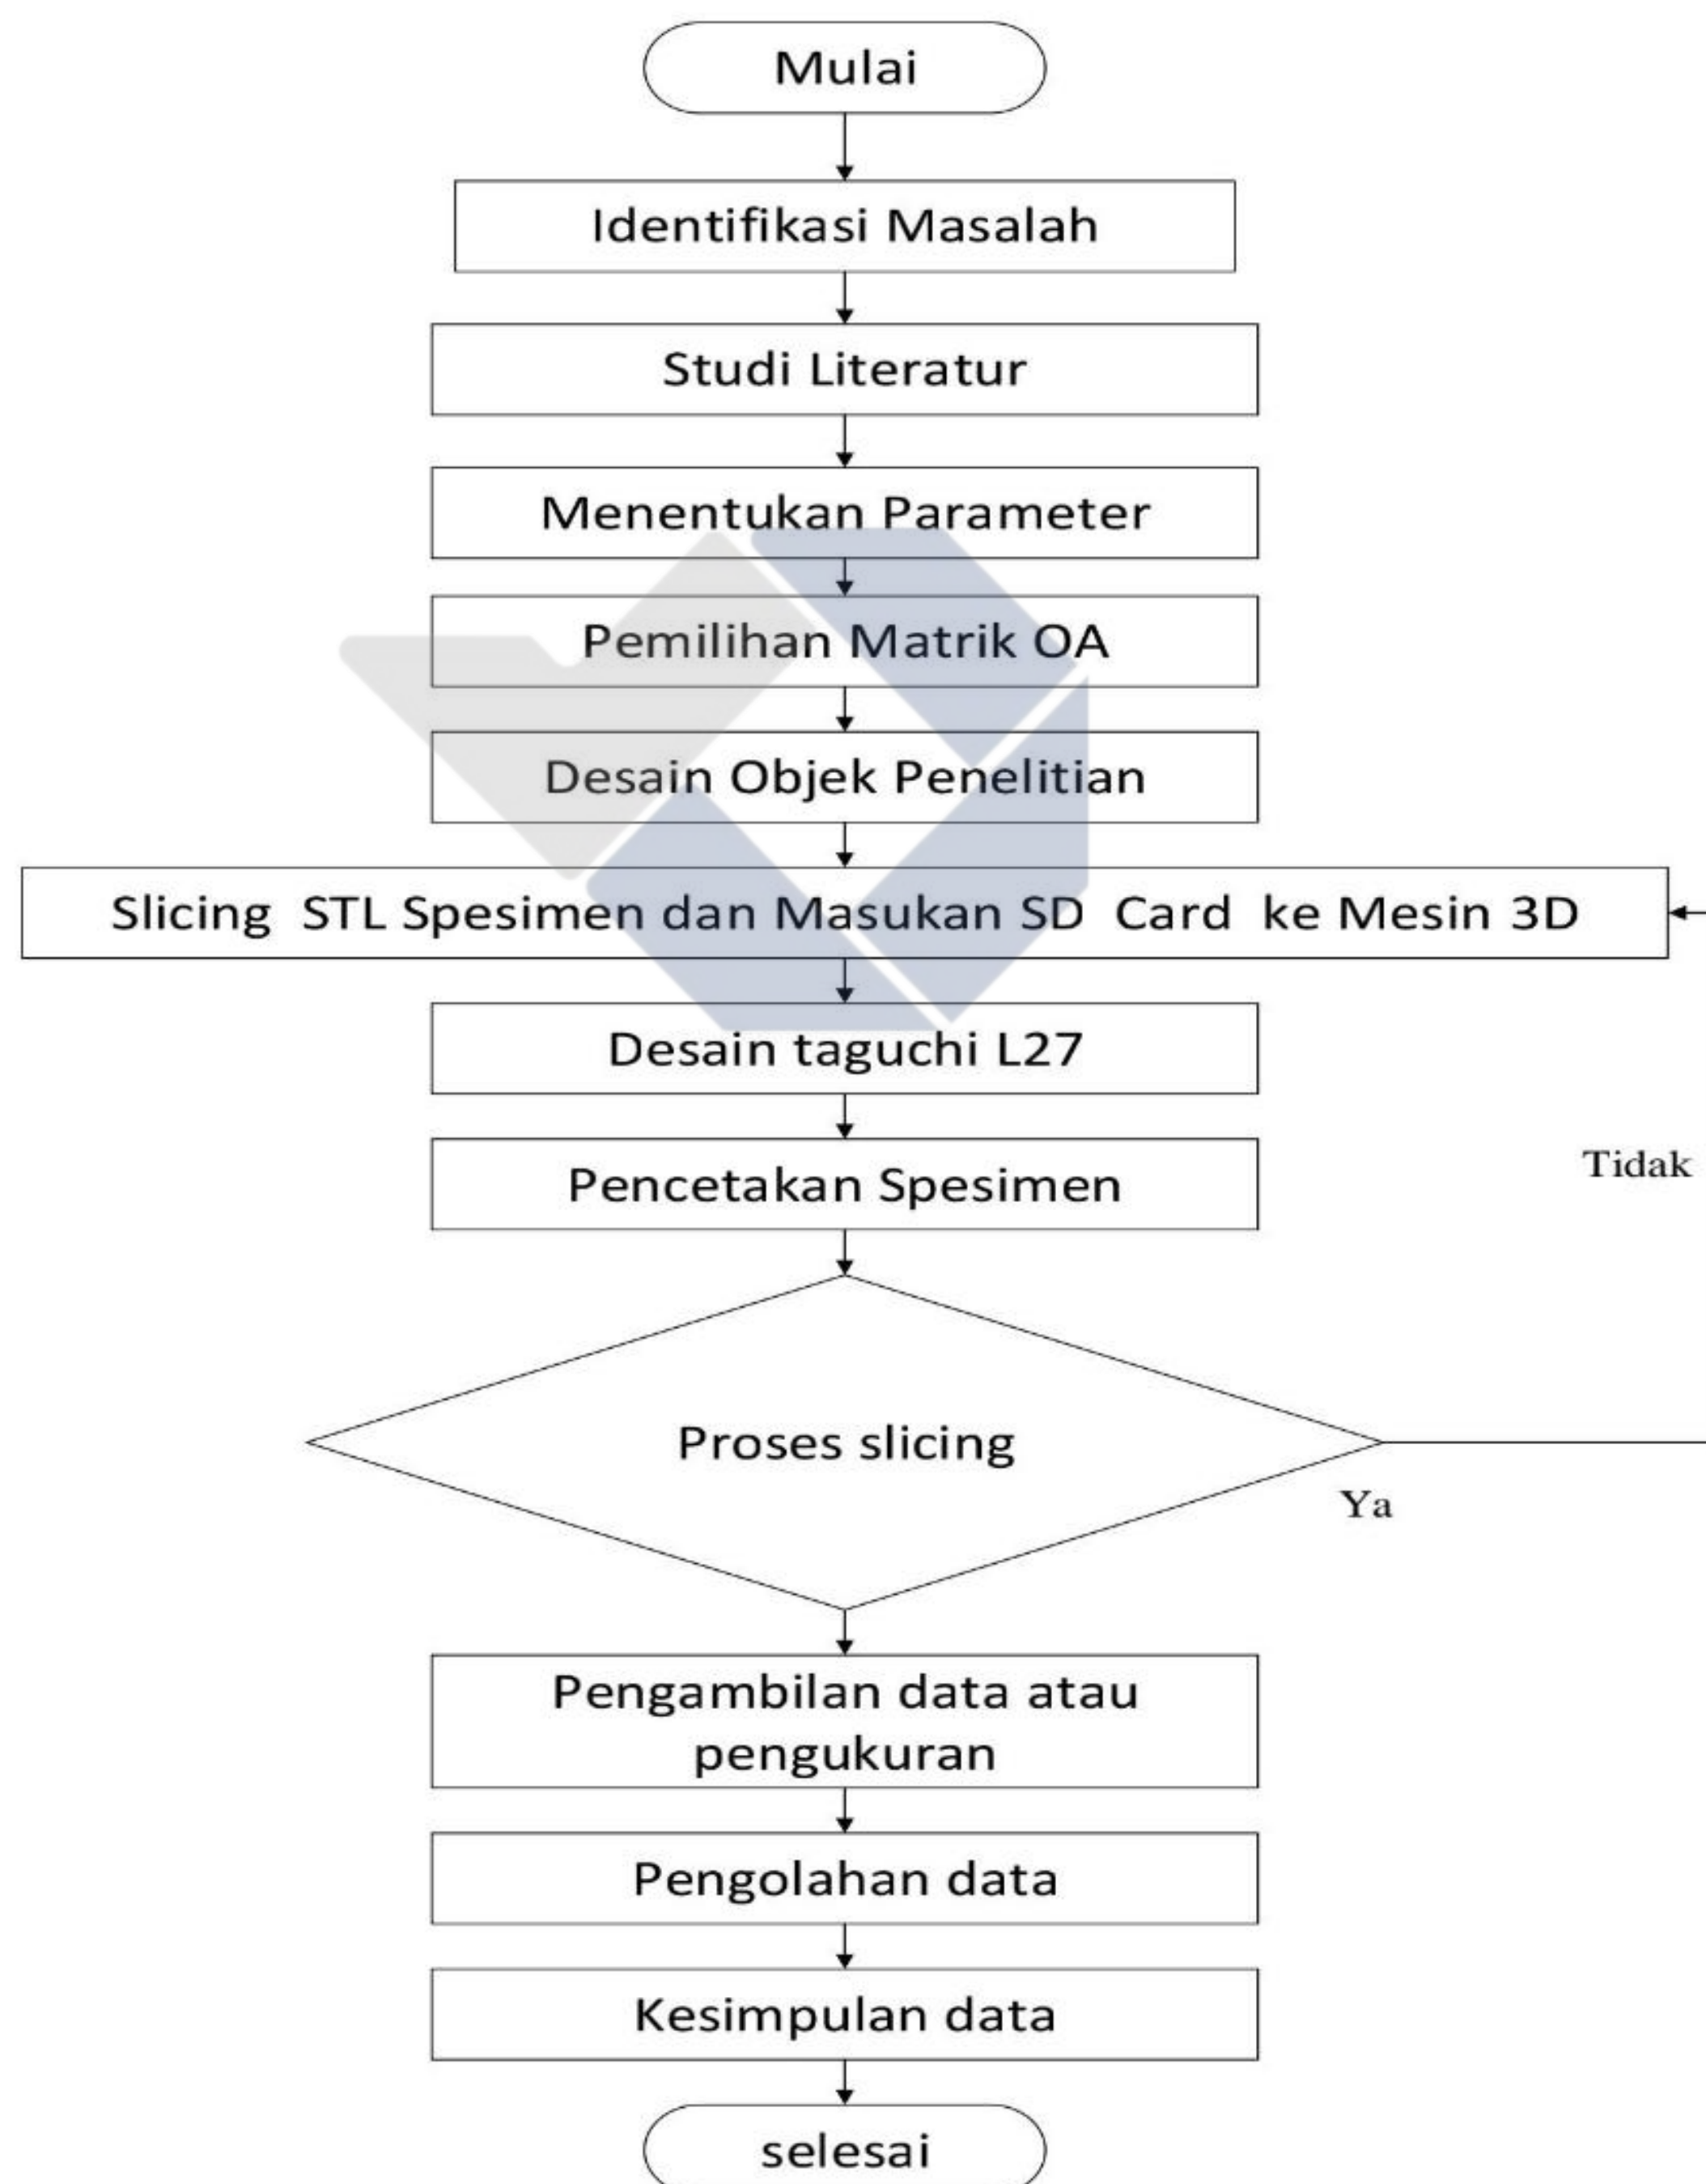 Mulai
Identifikasi Masalah
Studi Literatur
Menentukan Parameter
Pemilihan Matrik OA
Desain Objek Penelitian
Slicing  STL Spesimen dan Masukan SD  Card  ke Mesin 3D
Desain taguchi L27
Tidak
Pencetakan Spesimen
Proses slicing
Ya
Pengambilan data atau
pengukuran
Pengolahan data
Kesimpulan data
selesai